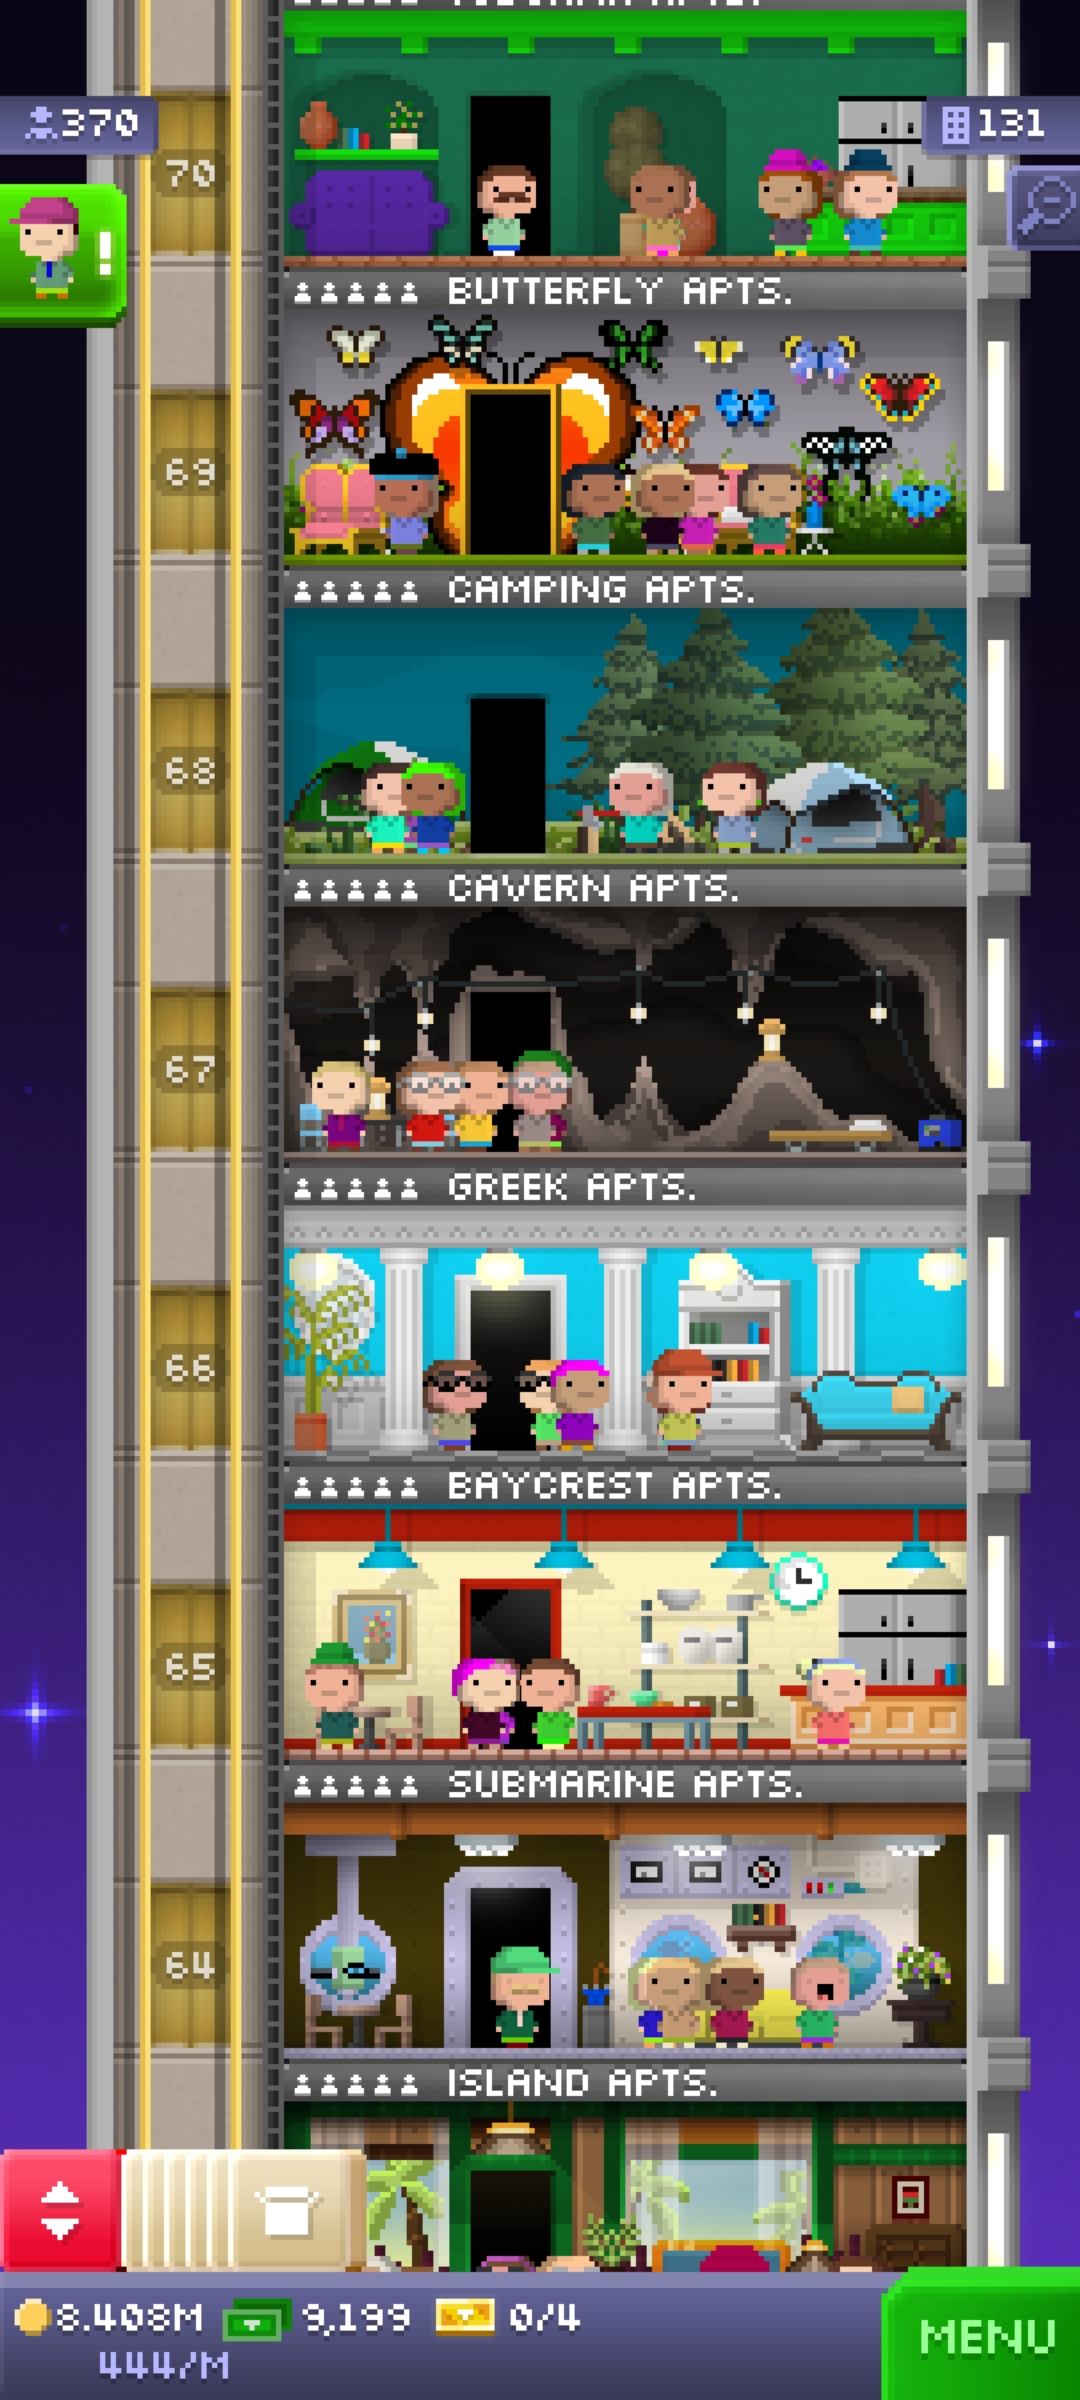 370
131
70
!
BUTTERFLY APTS.
69
CAMPING APTS.
68
CAVERN APTS.
67
GREEK APTS.
66
BAYCREST APTS.
65
SUBMARINE APTS.
64
ISLAND APTS.
8.408M 9,199 0/4
444/M
MENU